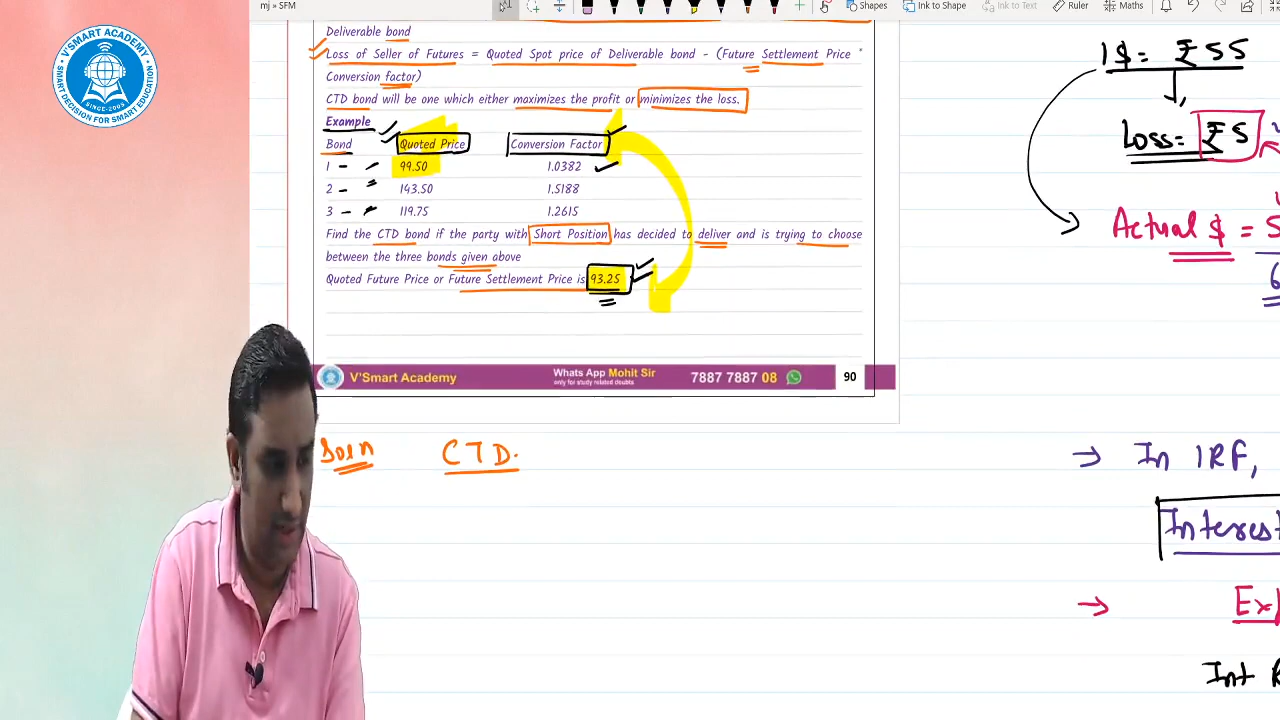 mj » SFM
Shapes
Ink to Shape
Ink to Text
Maths
Rep
V'SMART ACADEMY
SMART DECISION FOR SMART EDUCATION
SINCE-2005
Deliverable bond
Loss of Seller of Futures = Quoted Spot price of Deliverable bond - (Future Settlement Price *
Conversion factor)
CTD bond will be one which either maximizes the profit or minimizes the loss.
Example
Bond Quoted Price Conversion Factor
1 99.50 1.0382
2 143.50 1.5188
3 119.75 1.2615
Find the CTD bond if the party with Short Position has decided to deliver and is trying to choose
between the three bonds given above
Quoted Future Price or Future Settlement Price is 93.25
V'Smart Academy
Whats App Mohit Sir
only for study related doubts
7887 7887 08
90
Soln CTD.
1$ = ₹55
Loss = ₹5
Actual $ =
6
→ In IRF,
Interest
→
Int R